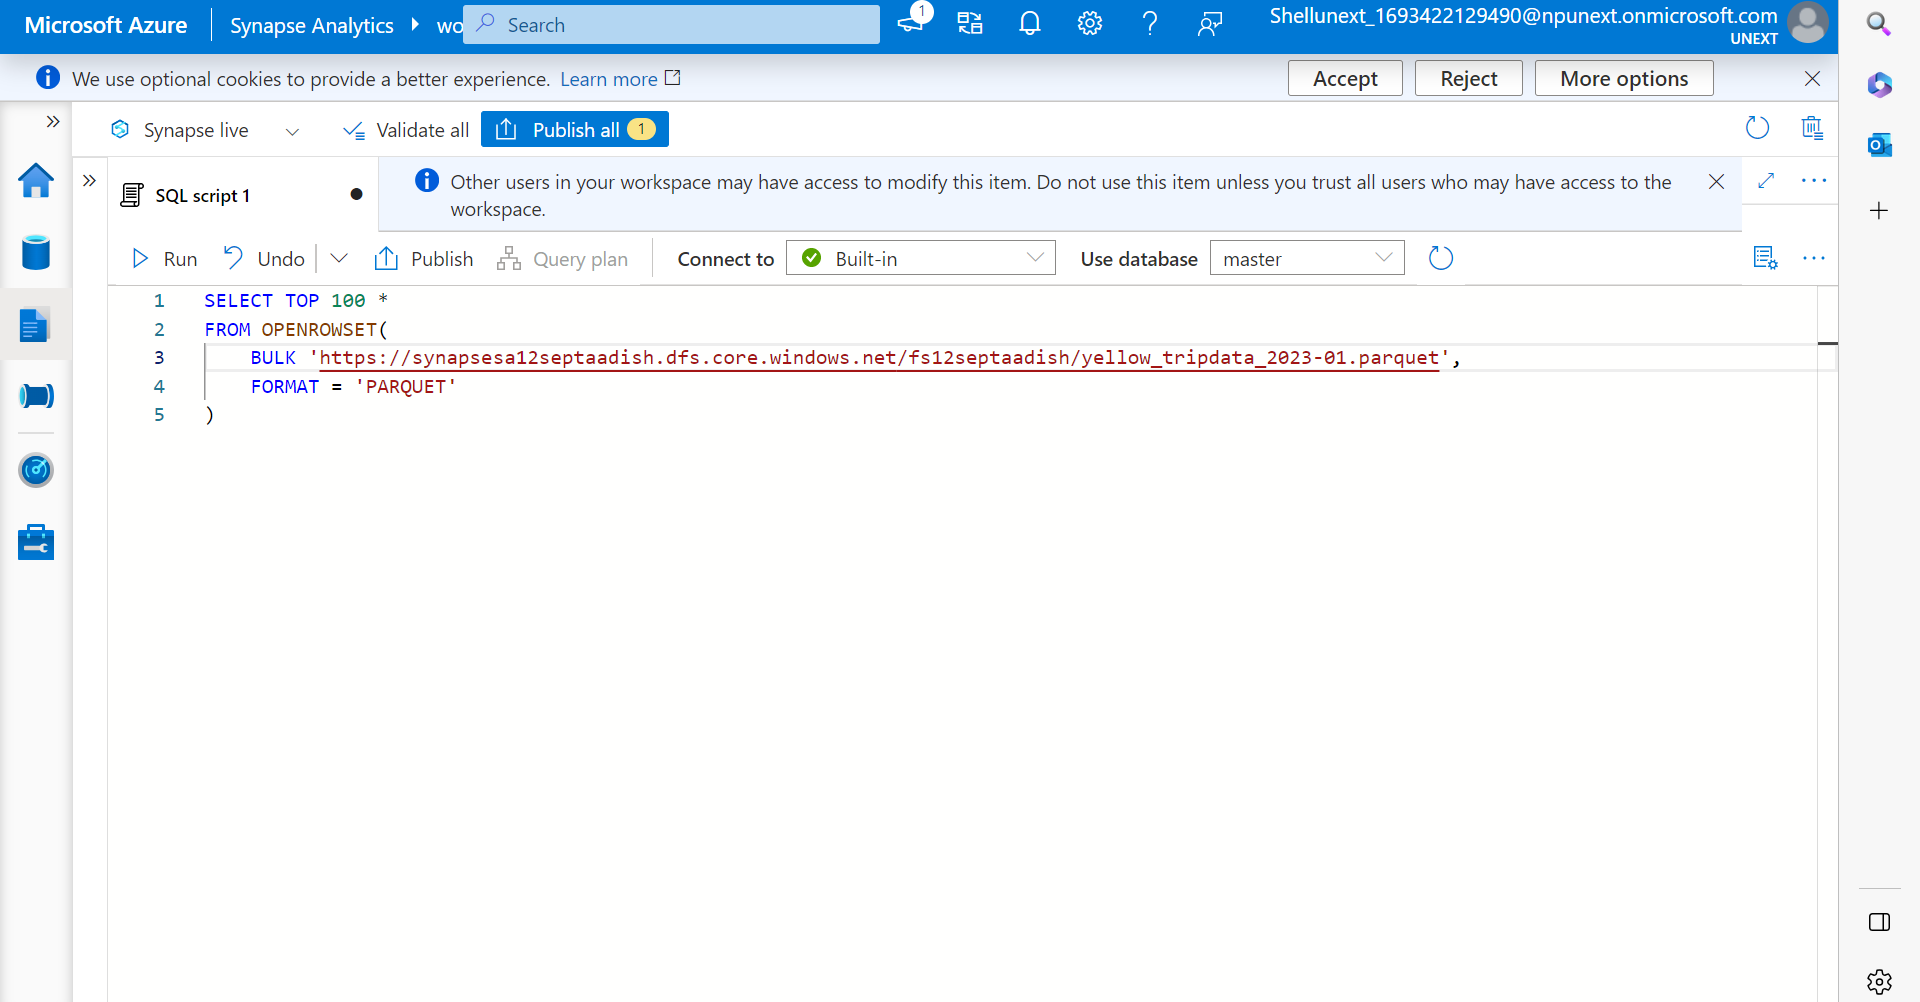 Microsoft Azure
Synapse Analytics
wo
Search
1
Shellunext_1693422129490@npunext.onmicrosoft.com
UNEXT
We use optional cookies to provide a better experience. Learn more
Accept
Reject
More options
Synapse live
Validate all
Publish all 1
SQL script 1
Other users in your workspace may have access to modify this item. Do not use this item unless you trust all users who may have access to the
workspace.
Run
Undo
Publish
Query plan
Connect to
Built-in
Use database
master
1 SELECT TOP 100 *
2 FROM OPENROWSET(
3 BULK 'https://synapsesa12septaadish.dfs.core.windows.net/fs12septaadish/yellow_tripdata_2023-01.parquet',
4 FORMAT = 'PARQUET'
5 )